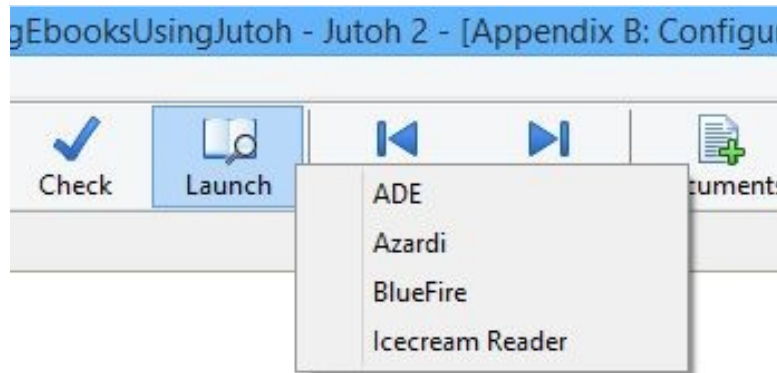 gEbooksUsingJutoh - Jutoh 2 - [Appendix B: Configu
Check Launch cuments
ADE
Azardi
BlueFire
Icecream Reader